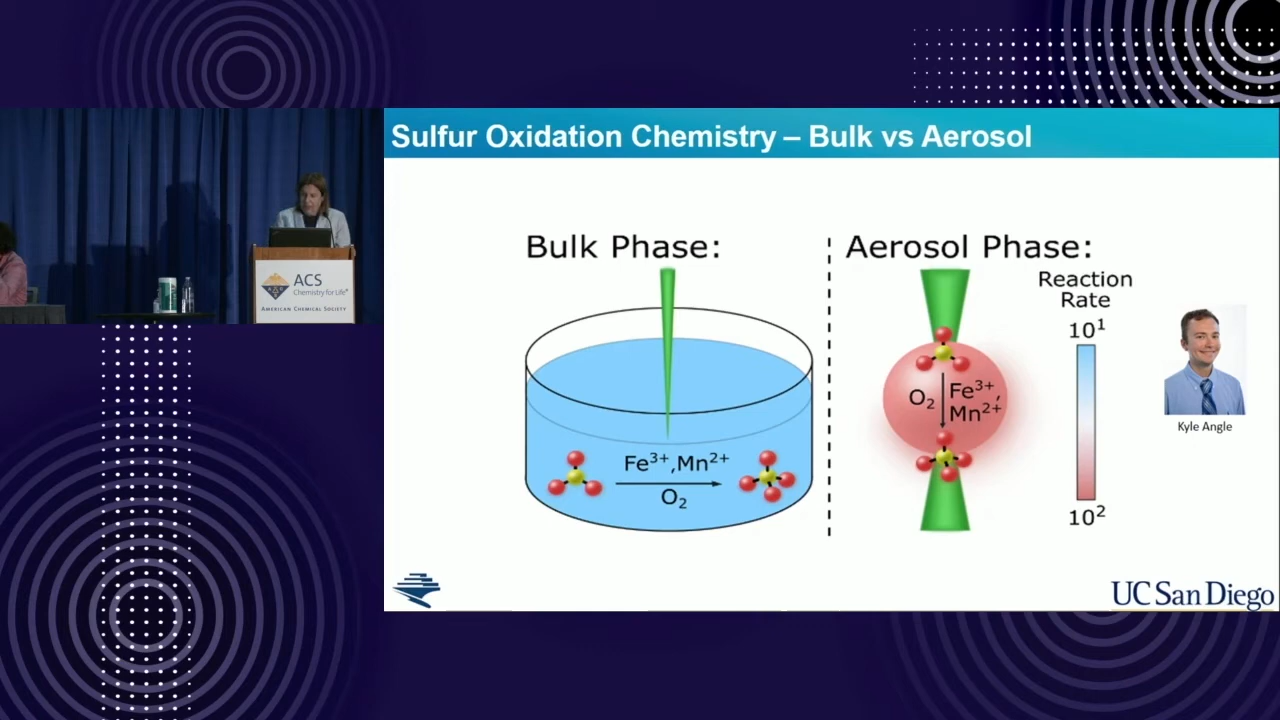 Sulfur Oxidation Chemistry – Bulk vs Aerosol
Bulk Phase:
Fe³⁺,Mn²⁺
O₂
Aerosol Phase:
O₂
Fe³⁺,
Mn²⁺
Reaction
Rate
10¹
10²
Kyle Angle
UC San Diego
ACS
Chemistry for Life®
AMERICAN CHEMICAL SOCIETY